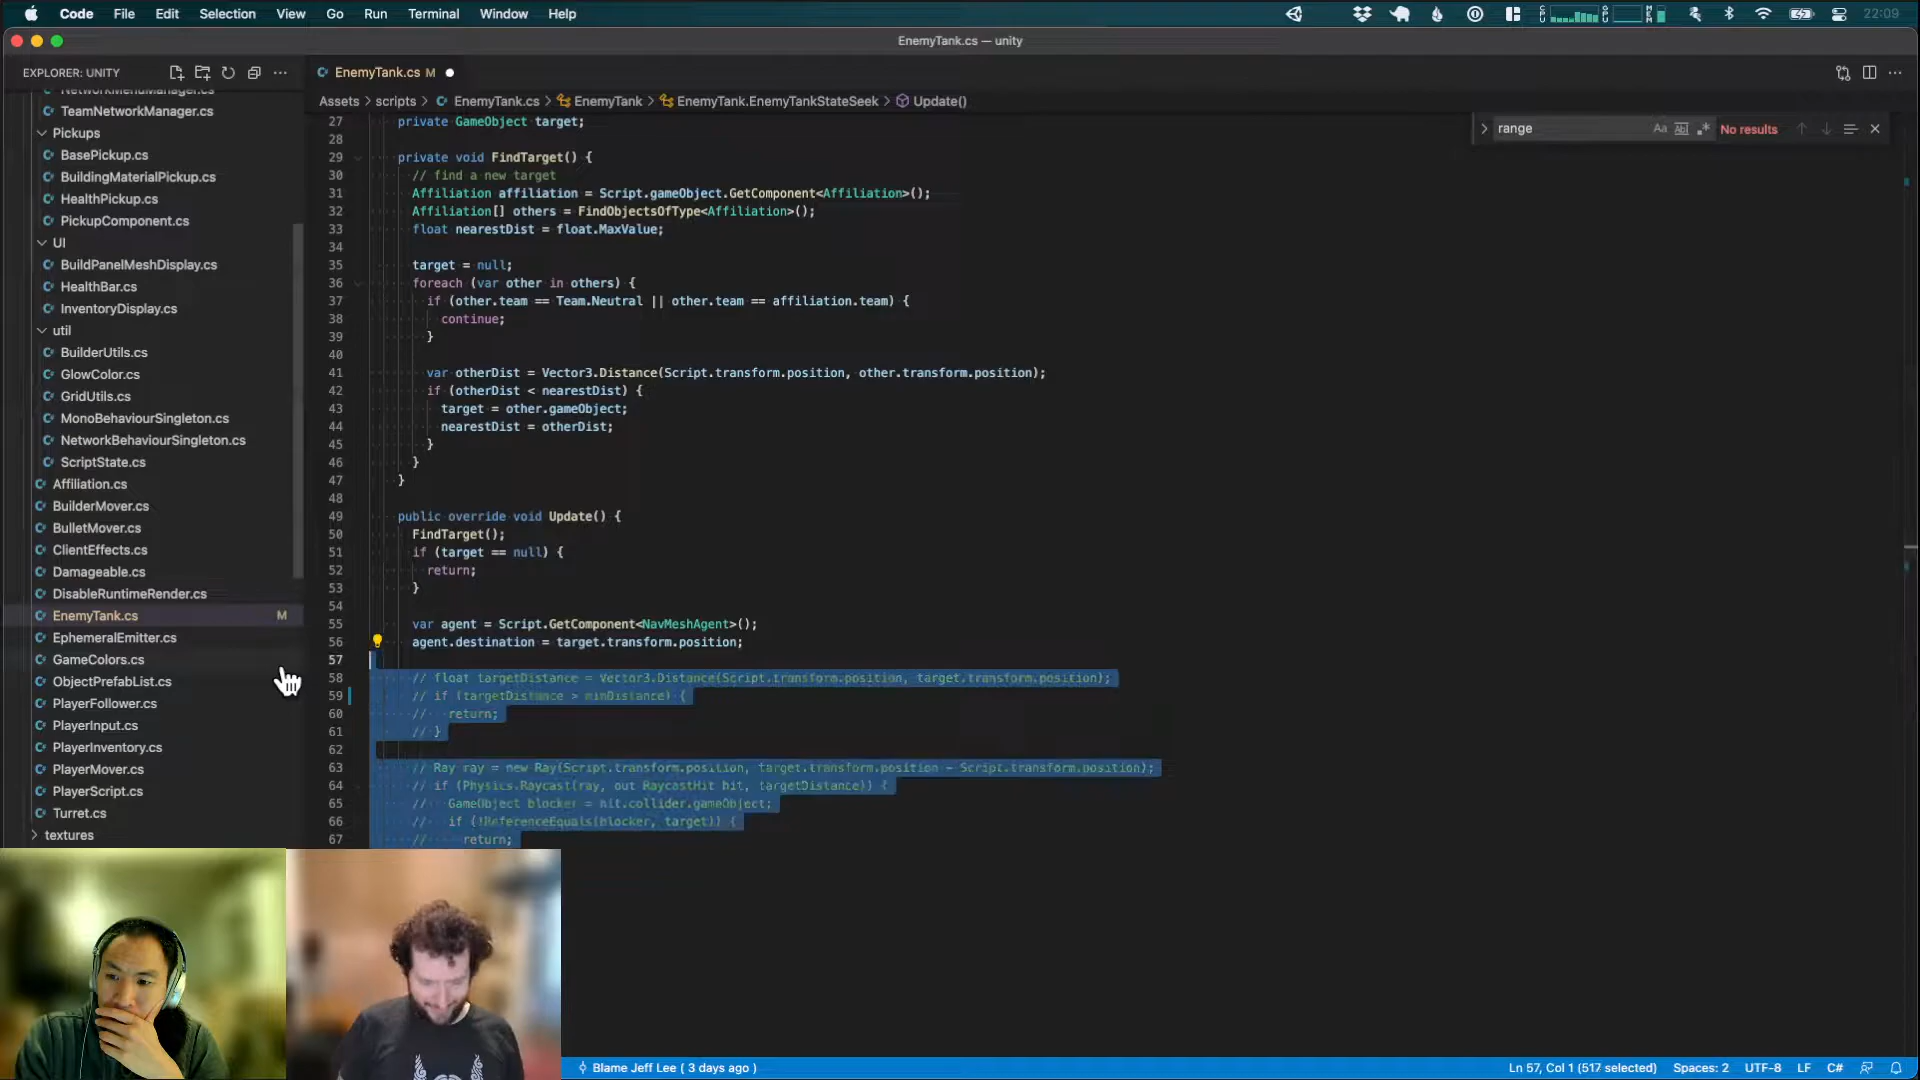 Code File Edit Selection View Go Run Terminal Window Help 22:09
EnemyTank.cs — unity
EXPLORER: UNITY
NetworkMenuManager.cs
TeamNetworkManager.cs
Pickups
BasePickup.cs
BuildingMaterialPickup.cs
HealthPickup.cs
PickupComponent.cs
UI
BuildPanelMeshDisplay.cs
HealthBar.cs
InventoryDisplay.cs
util
BuilderUtils.cs
GlowColor.cs
GridUtils.cs
MonoBehaviourSingleton.cs
NetworkBehaviourSingleton.cs
ScriptState.cs
Affiliation.cs
BuilderMover.cs
BulletMover.cs
ClientEffects.cs
Damageable.cs
DisableRuntimeRender.cs
EnemyTank.cs M
EphemeralEmitter.cs
GameColors.cs
ObjectPrefabList.cs
PlayerFollower.cs
PlayerInput.cs
PlayerInventory.cs
PlayerMover.cs
PlayerScript.cs
Turret.cs
textures
EnemyTank.cs M
Assets > scripts > EnemyTank.cs > EnemyTank > EnemyTank.EnemyTankStateSeek > Update()
range Aa Abl .* No results
27 private GameObject target;
28
29 private void FindTarget() {
30 // find a new target
31 Affiliation affiliation = Script.gameObject.GetComponent<Affiliation>();
32 Affiliation[] others = FindObjectsOfType<Affiliation>();
33 float nearestDist = float.MaxValue;
34
35 target = null;
36 foreach (var other in others) {
37 if (other.team == Team.Neutral || other.team == affiliation.team) {
38 continue;
39 }
40
41 var otherDist = Vector3.Distance(Script.transform.position, other.transform.position);
42 if (otherDist < nearestDist) {
43 target = other.gameObject;
44 nearestDist = otherDist;
45 }
46 }
47 }
48
49 public override void Update() {
50 FindTarget();
51 if (target == null) {
52 return;
53 }
54
55 var agent = Script.GetComponent<NavMeshAgent>();
56 agent.destination = target.transform.position;
57
58 // float targetDistance = Vector3.Distance(Script.transform.position, target.transform.position);
59 // if (targetDistance > minDistance) {
60 // return;
61 // }
62
63 // Ray ray = new Ray(Script.transform.position, target.transform.position - Script.transform.position);
64 // if (Physics.Raycast(ray, out RaycastHit hit, targetDistance)) {
65 // GameObject blocker = hit.collider.gameObject;
66 // if (!ReferenceEquals(blocker, target)) {
67 // return;
Blame Jeff Lee ( 3 days ago ) Ln 57, Col 1 (517 selected) Spaces: 2 UTF-8 LF C#